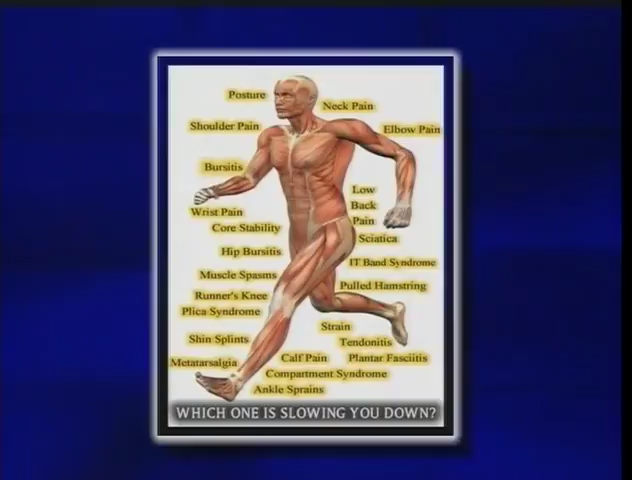 Posture
Neck Pain
Shoulder Pain
Elbow Pain
Bursitis
Low
Back
Pain
Wrist Pain
Core Stability
Sciatica
Hip Bursitis
IT Band Syndrome
Muscle Spasms
Pulled Hamstring
Runner's Knee
Plica Syndrome
Strain
Shin Splints
Tendonitis
Metatarsalgia
Calf Pain
Plantar Fasciitis
Compartment Syndrome
Ankle Sprains
WHICH ONE IS SLOWING YOU DOWN?